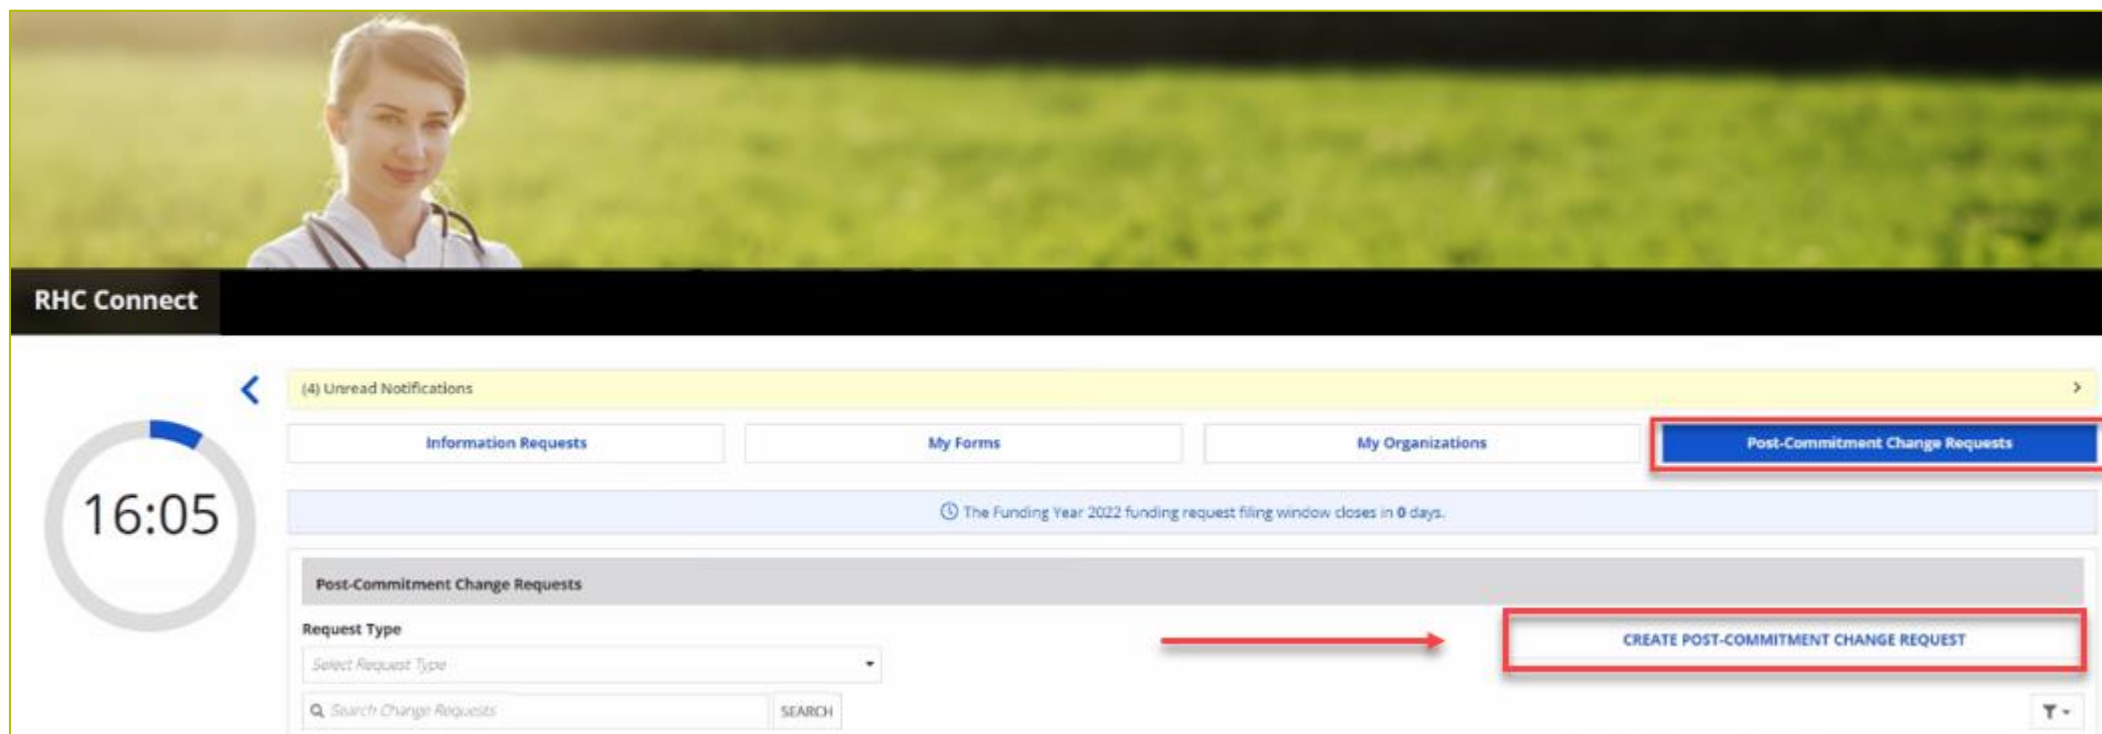 RHC Connect
(4) Unread Notifications
Information Requests
My Forms
My Organizations
Post-Commitment Change Requests
16:05
The Funding Year 2022 funding request filing window closes in 0 days.
Post-Commitment Change Requests
Request Type
CREATE POST-COMMITMENT CHANGE REQUEST
Select Request Type
Search Change Requests
SEARCH